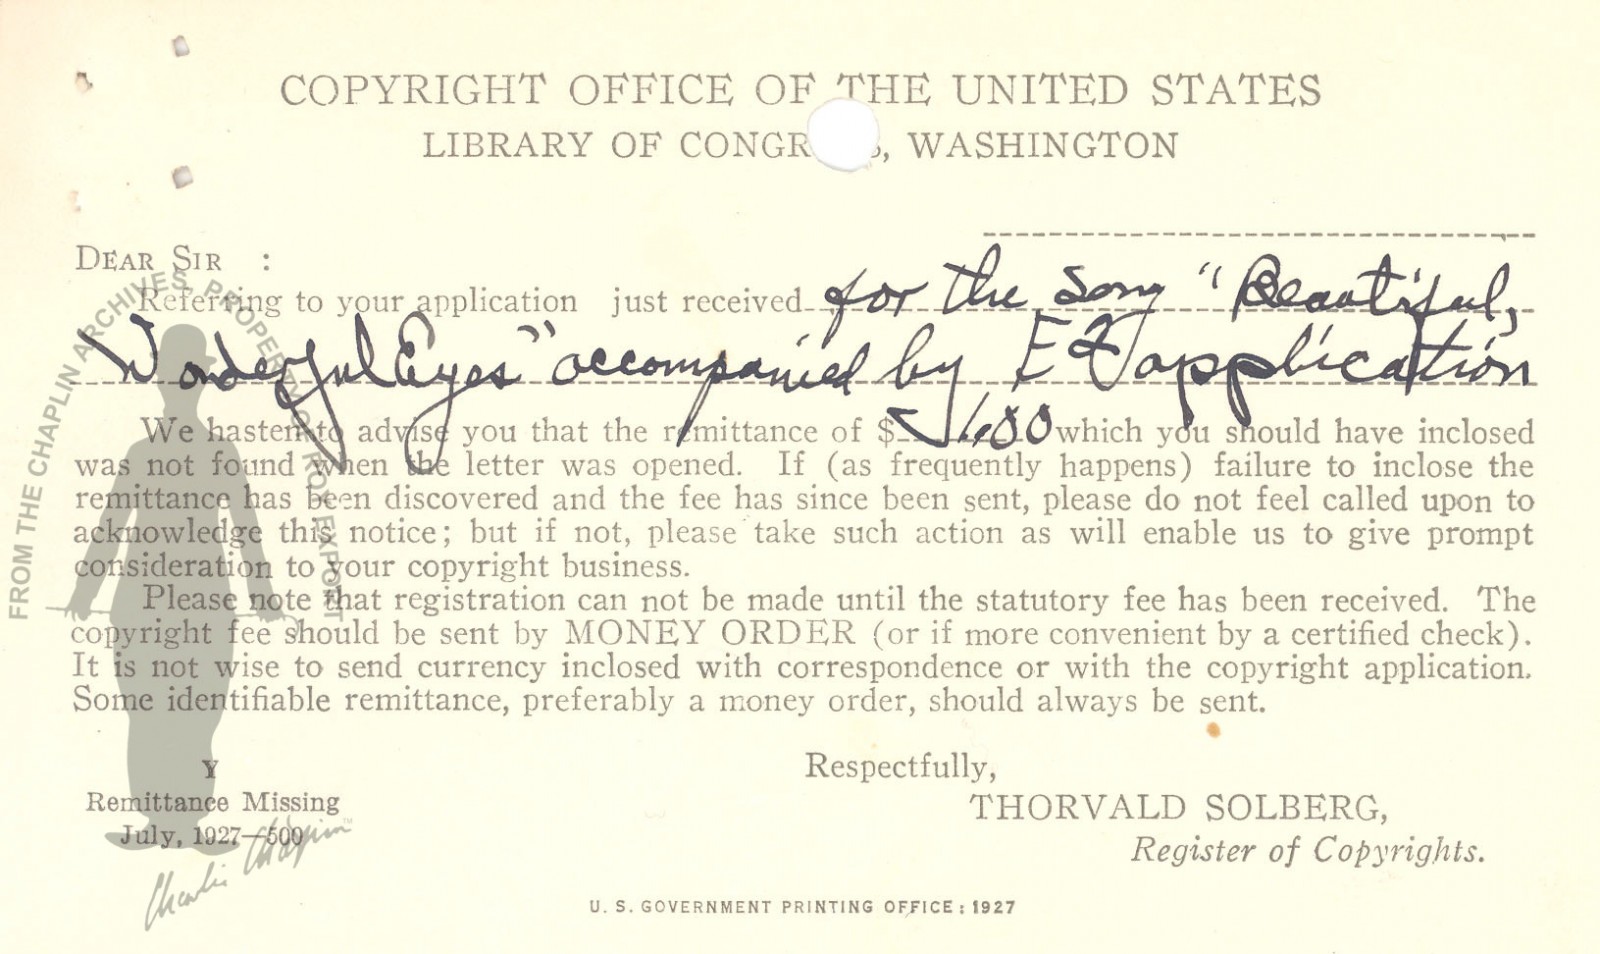 COPYRIGHT OFFICE OF THE UNITED STATES
LIBRARY OF CONGR S, WASHINGTON
DEAR SIR :
Referring to your application just received for the song "Beautiful,
Wonderful Eyes" accompanied by E application
We hasten to advise you that the remittance of $ 1.00 which you should have inclosed
was not found when the letter was opened. If (as frequently happens) failure to inclose the
remittance has been discovered and the fee has since been sent, please do not feel called upon to
acknowledge this notice; but if not, please take such action as will enable us to give prompt
consideration to your copyright business.
Please note that registration can not be made until the statutory fee has been received. The
copyright fee should be sent by MONEY ORDER (or if more convenient by a certified check).
It is not wise to send currency inclosed with correspondence or with the copyright application.
Some identifiable remittance, preferably a money order, should always be sent.
Respectfully,
THORVALD SOLBERG,
Register of Copyrights.
Y
Remittance Missing
July, 1927—500
U. S. GOVERNMENT PRINTING OFFICE: 1927
FROM THE CHAPLIN ARCHIVES, PROPERTY OF ROY EXPORT
Charlie Chaplin™